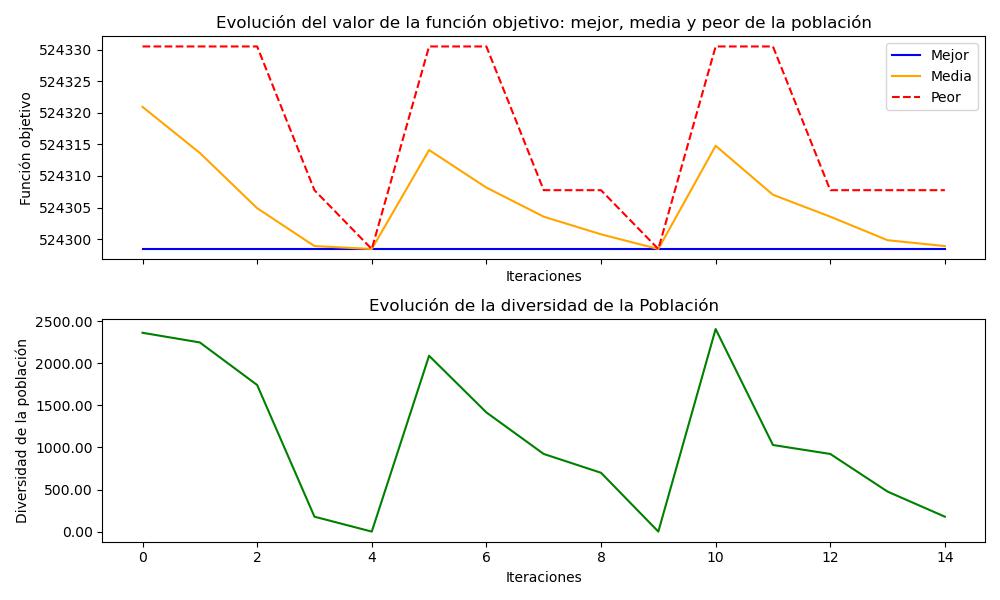 Evolución del valor de la función objetivo: mejor, media y peor de la población
524330
524325
524320
524315
524310
524305
524300
Función objetivo
Mejor
Media
Peor
Iteraciones
Evolución de la diversidad de la Población
2500.00
2000.00
1500.00
1000.00
500.00
0.00
Diversidad de la población
0 2 4 6 8 10 12 14
Iteraciones